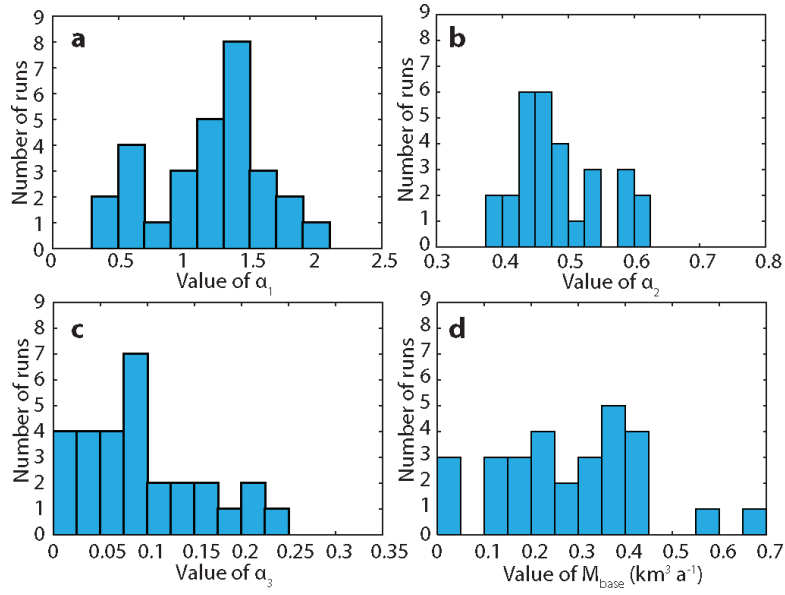 a
9
8
7
6
5
4
3
2
1
0
Number of runs
0 0.5 1 1.5 2 2.5
Value of α₁
b
9
8
7
6
5
4
3
2
1
0
Number of runs
0.3 0.4 0.5 0.6 0.7 0.8
Value of α₂
c
9
8
7
6
5
4
3
2
1
0
Number of runs
0 0.05 0.1 0.15 0.2 0.25 0.3 0.35
Value of α₃
d
9
8
7
6
5
4
3
2
1
0
Number of runs
0 0.1 0.2 0.3 0.4 0.5 0.6 0.7
Value of M_base (km³ a⁻¹)